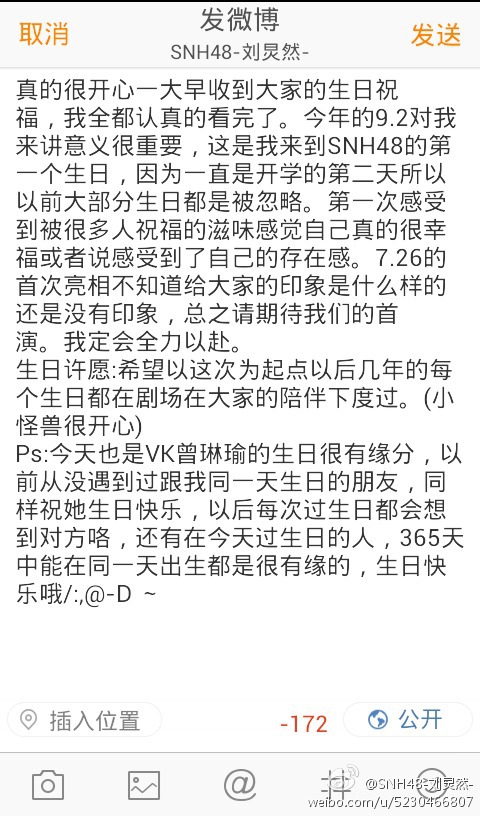 取消
发微博
发送
SNH48-刘炅然-
真的很开心一大早收到大家的生日祝
福，我全都认真的看完了。今年的9.2对我
来讲意义很重要，这是我来到SNH48的第
一个生日，因为一直是开学的第二天所以
以前大部分生日都是被忽略。第一次感受
到被很多人祝福的滋味感觉自己真的很幸
福或者说感受到了自己的存在感。7.26的
首次亮相不知道给大家的印象是什么样的
还是没有印象，总之请期待我们的首
演。我定会全力以赴。
生日许愿:希望以这次为起点以后几年的每
个生日都在剧场在大家的陪伴下度过。(小
怪兽很开心)
Ps:今天也是VK曾琳瑜的生日很有缘分，以
前从没遇到过跟我同一天生日的朋友，同
样祝她生日快乐，以后每次过生日都会想
到对方咯，还有在今天过生日的人，365天
中能在同一天出生都是很有缘的，生日快
乐哦/:,@-D ~
插入位置
-172
公开
@SNH48-刘炅然-
weibo.com/u/5230466807